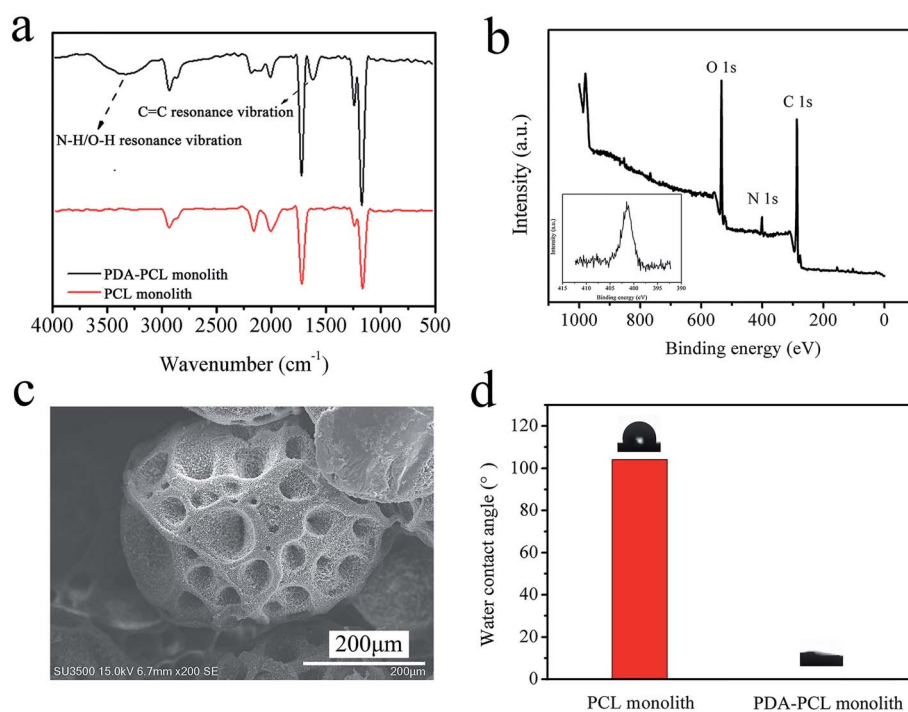 a
C=C resonance vibration
N-H/O-H resonance vibration
PDA-PCL monolith
PCL monolith
4000 3500 3000 2500 2000 1500 1000 500
Wavenumber (cm⁻¹)
b
O 1s
C 1s
N 1s
Intensity (a.u.)
Intensity (a.u.)
415 410 405 400 395 390
Binding energy (eV)
1000 800 600 400 200 0
Binding energy (eV)
c
200μm
SU3500 15.0kV 6.7mm x200 SE 200μm
d
Water contact angle (°)
120
100
80
60
40
20
0
PCL monolith PDA-PCL monolith